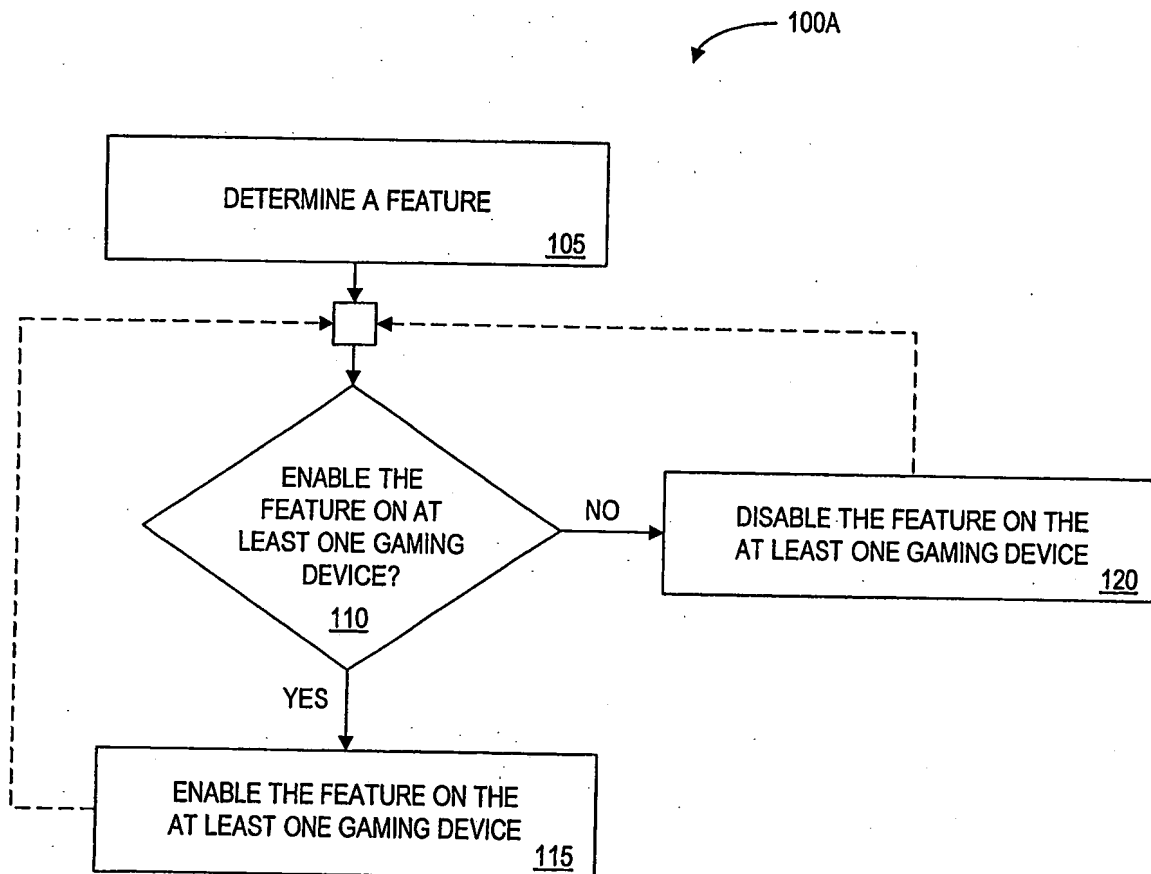 100A
DETERMINE A FEATURE
105
ENABLE THE
FEATURE ON AT
LEAST ONE GAMING
DEVICE?
110
NO
DISABLE THE FEATURE ON THE
AT LEAST ONE GAMING DEVICE
120
YES
ENABLE THE FEATURE ON THE
AT LEAST ONE GAMING DEVICE
115